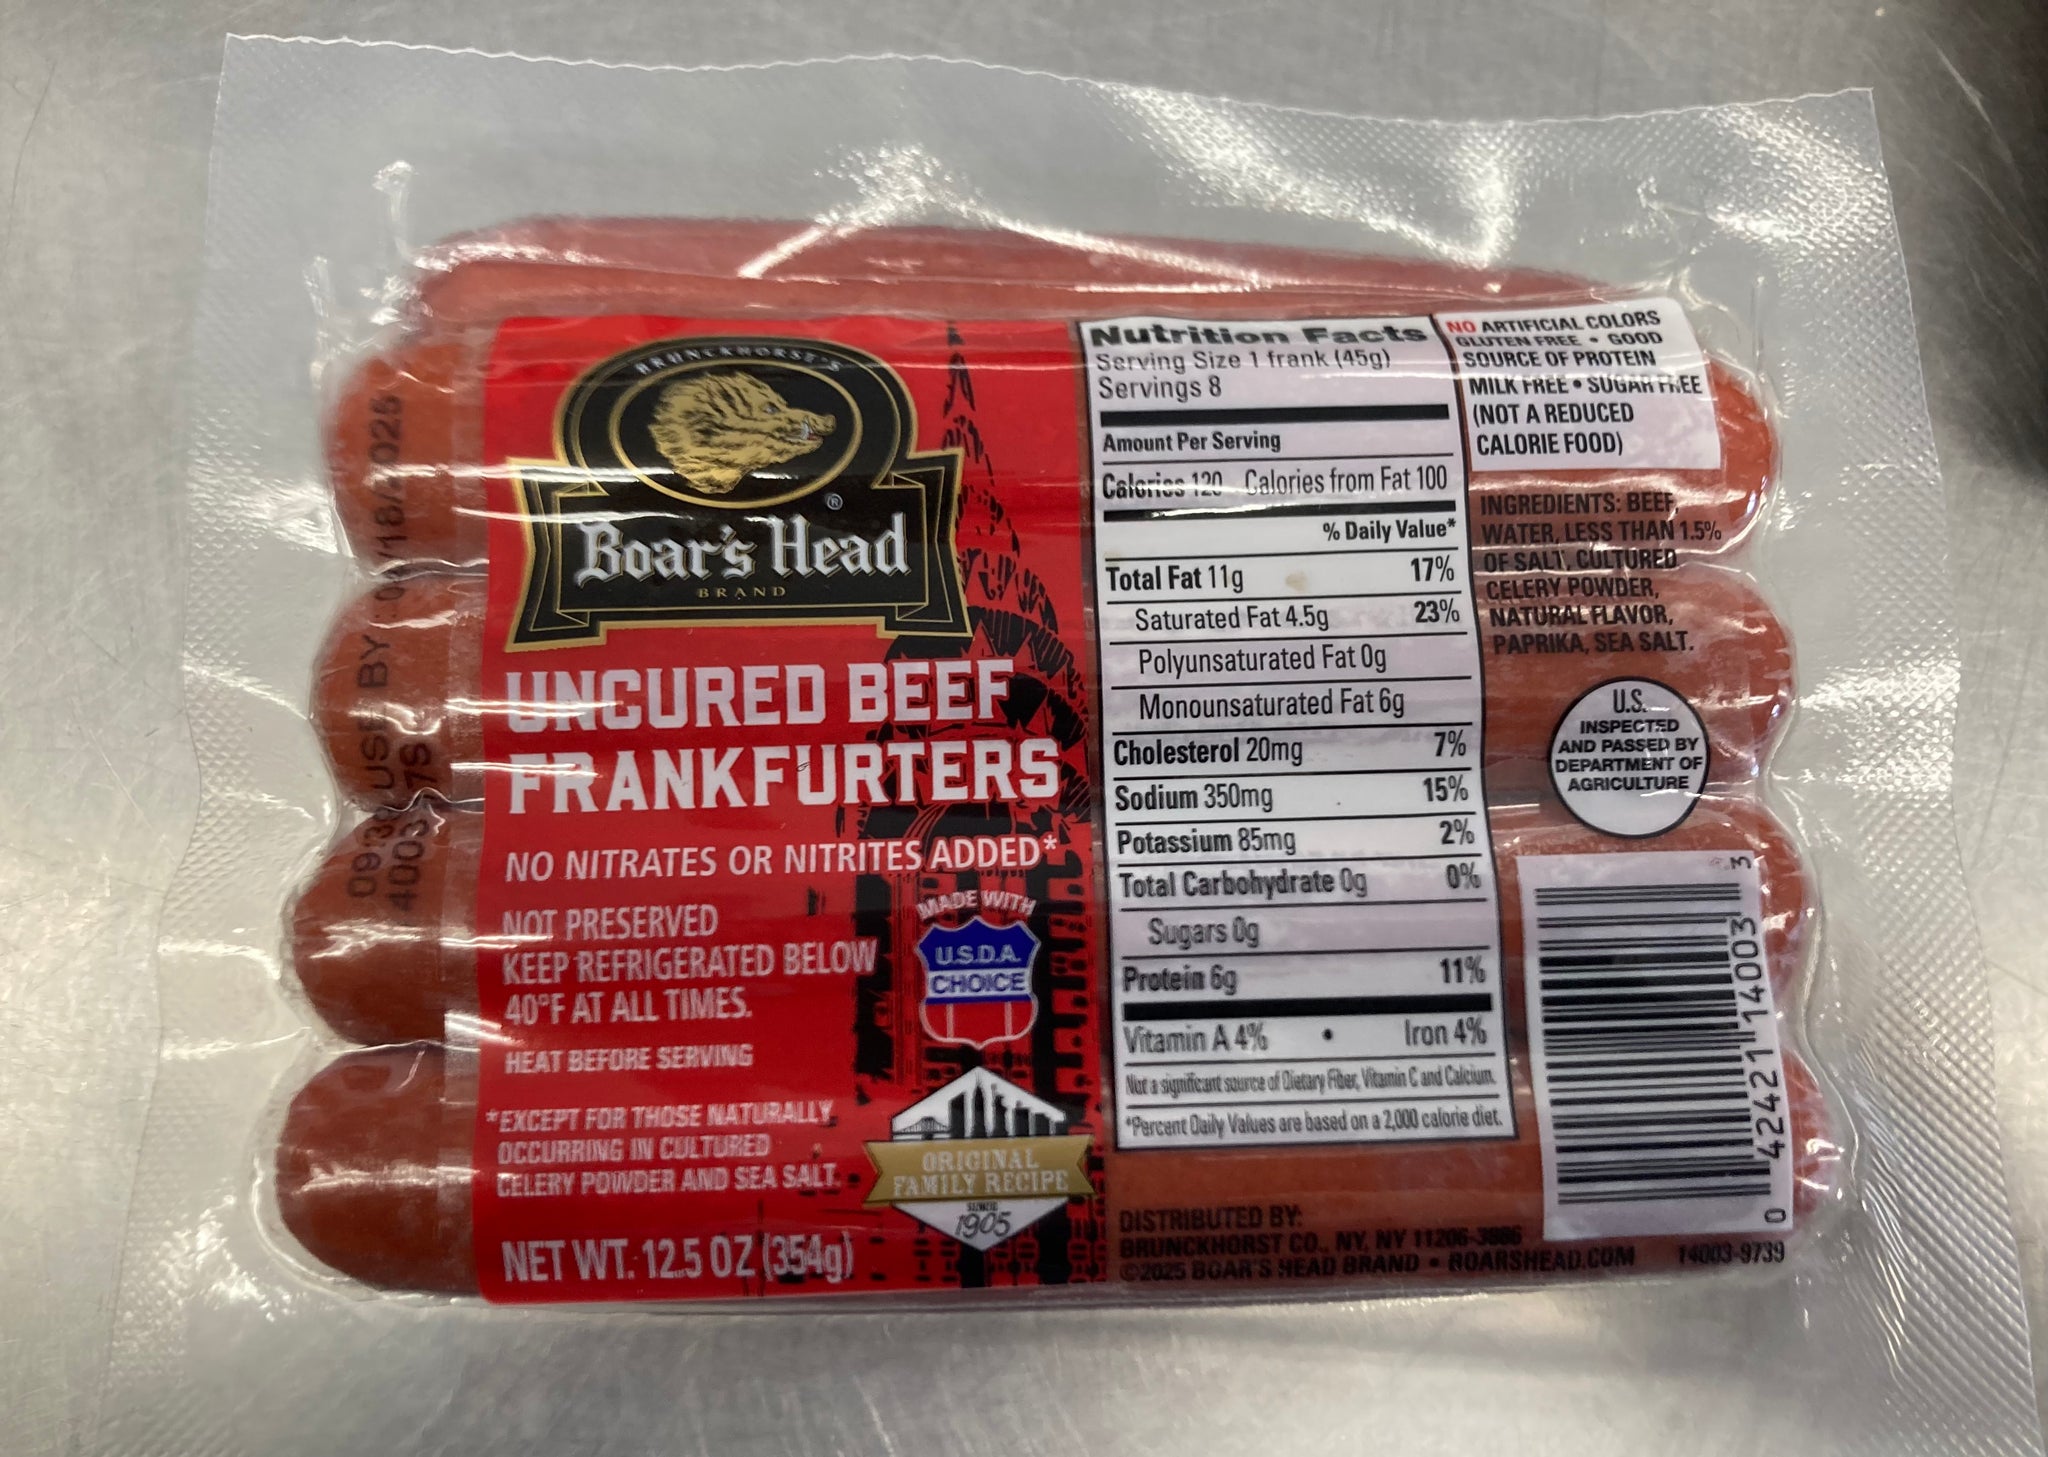 BRUNCKHORST'S
Boar's Head
®
BRAND
UNCURED BEEF
FRANKFURTERS
NO NITRATES OR NITRITES ADDED*
NOT PRESERVED
KEEP REFRIGERATED BELOW
40°F AT ALL TIMES.
HEAT BEFORE SERVING
*EXCEPT FOR THOSE NATURALLY
OCCURRING IN CULTURED
CELERY POWDER AND SEA SALT.
NET WT. 12.5 OZ (354g)
MADE WITH
U.S.D.A.
CHOICE
ORIGINAL
FAMILY RECIPE
SINCE
1905
Nutrition Facts
Serving Size 1 frank (45g)
Servings 8
Amount Per Serving
Calories 120 Calories from Fat 100
% Daily Value*
Total Fat 11g 17%
Saturated Fat 4.5g 23%
Polyunsaturated Fat 0g
Monounsaturated Fat 6g
Cholesterol 20mg 7%
Sodium 350mg 15%
Potassium 85mg 2%
Total Carbohydrate 0g 0%
Sugars 0g
Protein 6g 11%
Vitamin A 4% • Iron 4%
Not a significant source of Dietary Fiber, Vitamin C and Calcium.
*Percent Daily Values are based on a 2,000 calorie diet.
NO ARTIFICIAL COLORS
GLUTEN FREE • GOOD
SOURCE OF PROTEIN
MILK FREE • SUGAR FREE
(NOT A REDUCED
CALORIE FOOD)
INGREDIENTS: BEEF,
WATER, LESS THAN 1.5%
OF SALT, CULTURED
CELERY POWDER,
NATURAL FLAVOR,
PAPRIKA, SEA SALT.
U.S.
INSPECTED
AND PASSED BY
DEPARTMENT OF
AGRICULTURE
0 42421 14003 3
DISTRIBUTED BY:
BRUNCKHORST CO., NY, NY 11206-3886
©2025 BOAR'S HEAD BRAND • BOARSHEAD.COM
14003-9739
USE BY